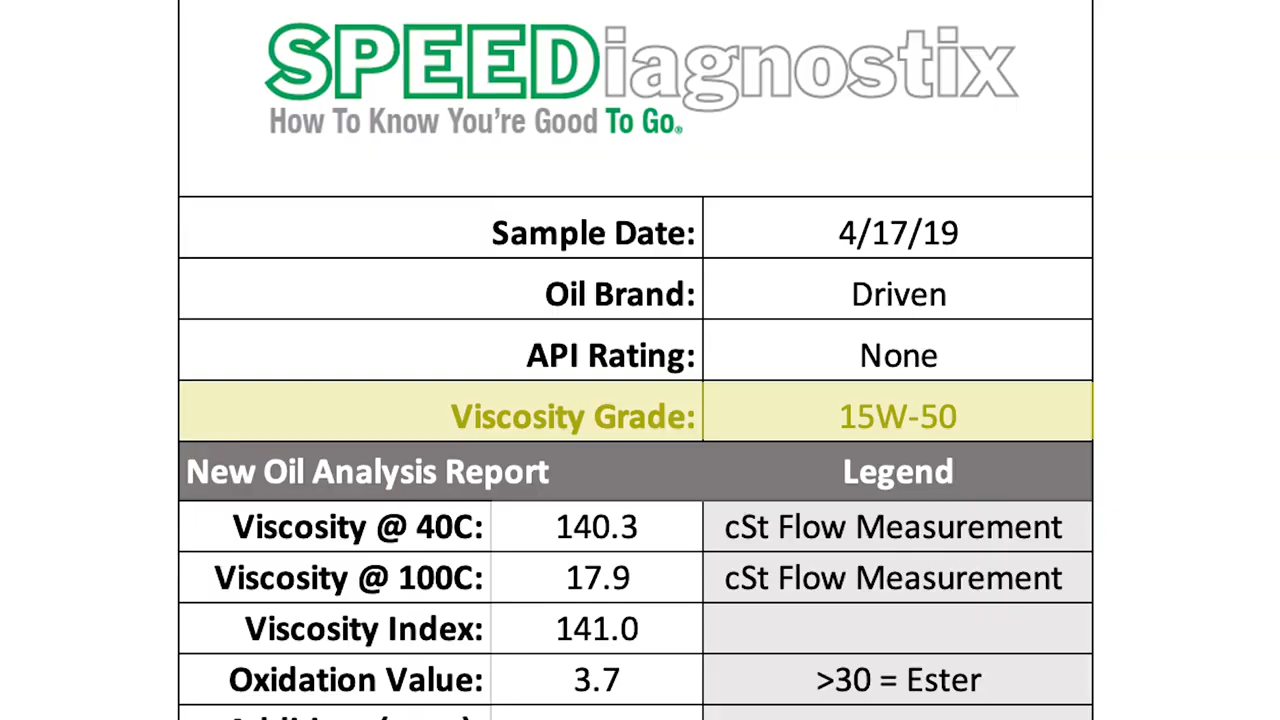 SPEEDiagnostix
How To Know You're Good To Go.®
Sample Date: 4/17/19
Oil Brand: Driven
API Rating: None
Viscosity Grade: 15W-50
New Oil Analysis Report Legend
Viscosity @ 40C: 140.3 cSt Flow Measurement
Viscosity @ 100C: 17.9 cSt Flow Measurement
Viscosity Index: 141.0
Oxidation Value: 3.7 >30 = Ester